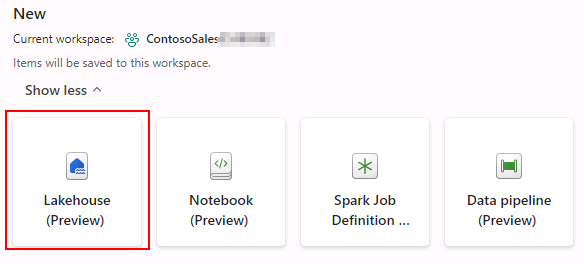 New
Current workspace: ContosoSales
Items will be saved to this workspace.
Show less
Lakehouse (Preview)
Notebook (Preview)
Spark Job Definition ...
Data pipeline (Preview)